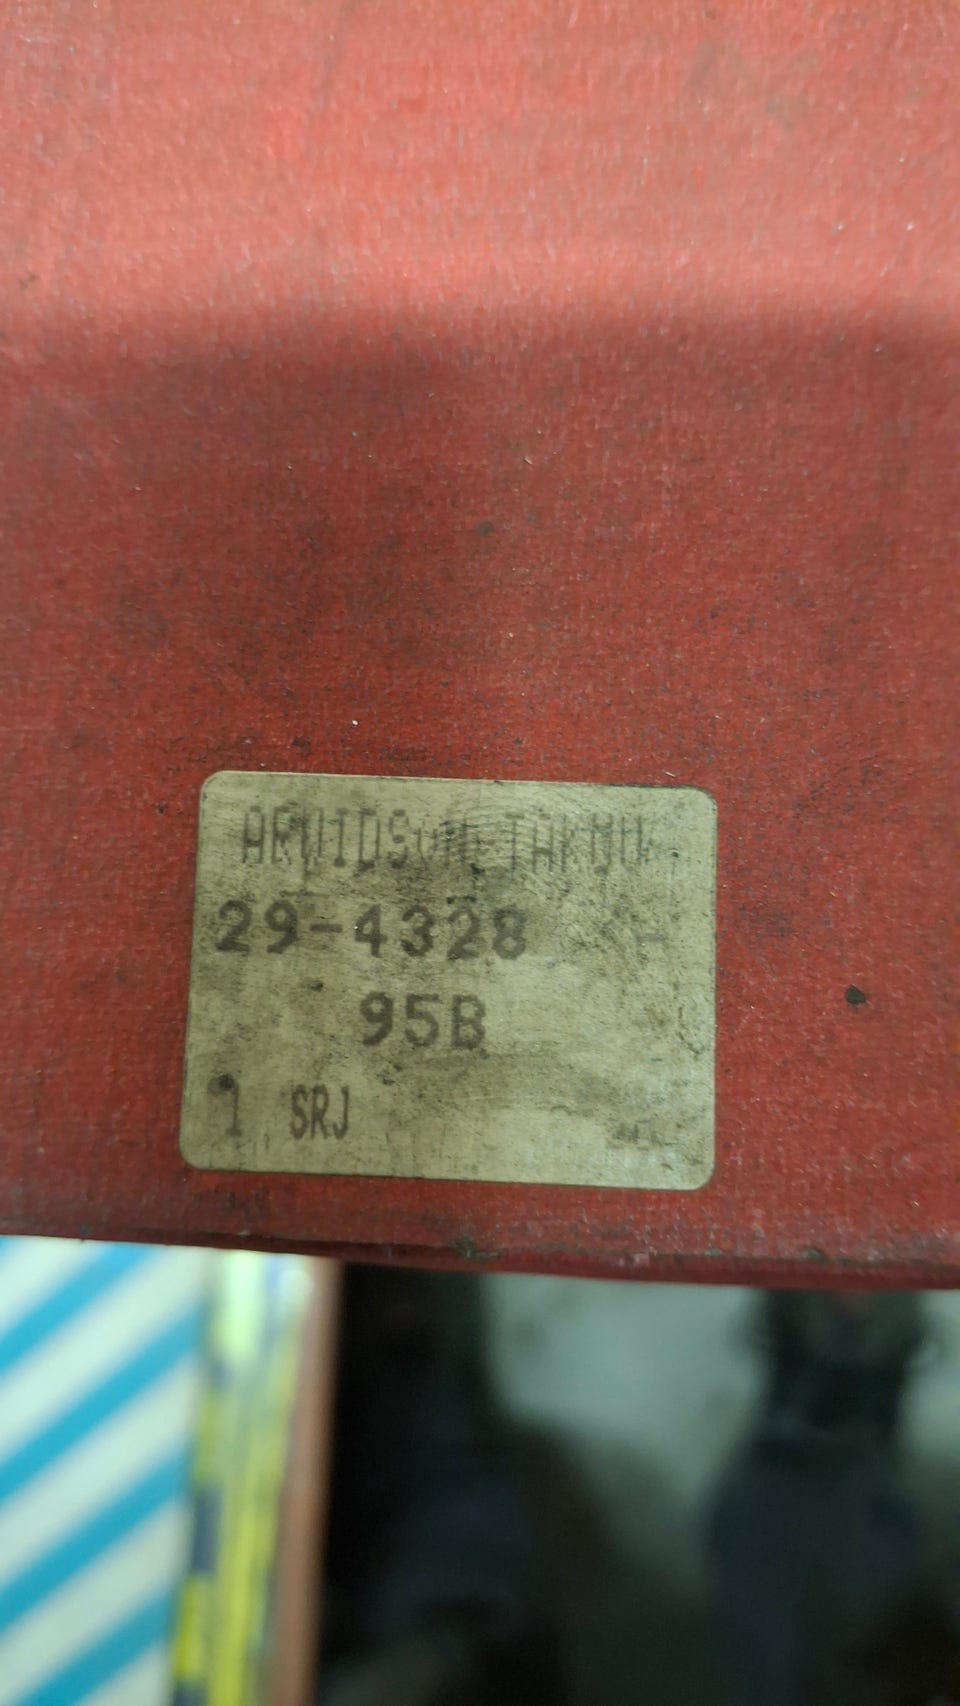 ARVIDSON
29-4328
95B
1 SRJ